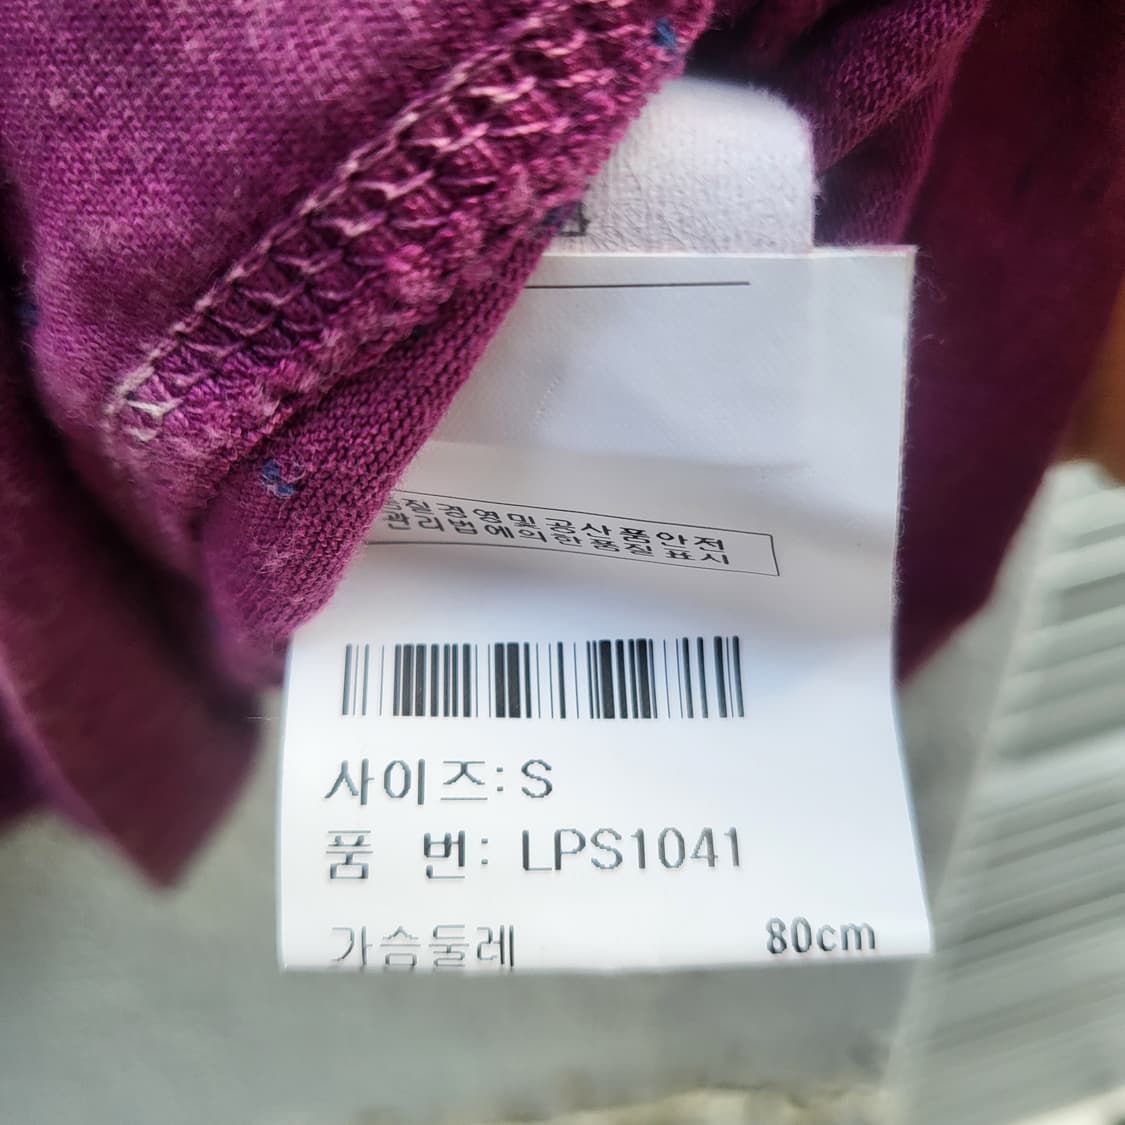 품질경영및공산품안전
관리법에의한품질표시
사이즈: S
품 번: LPS1041
가슴둘레 80cm